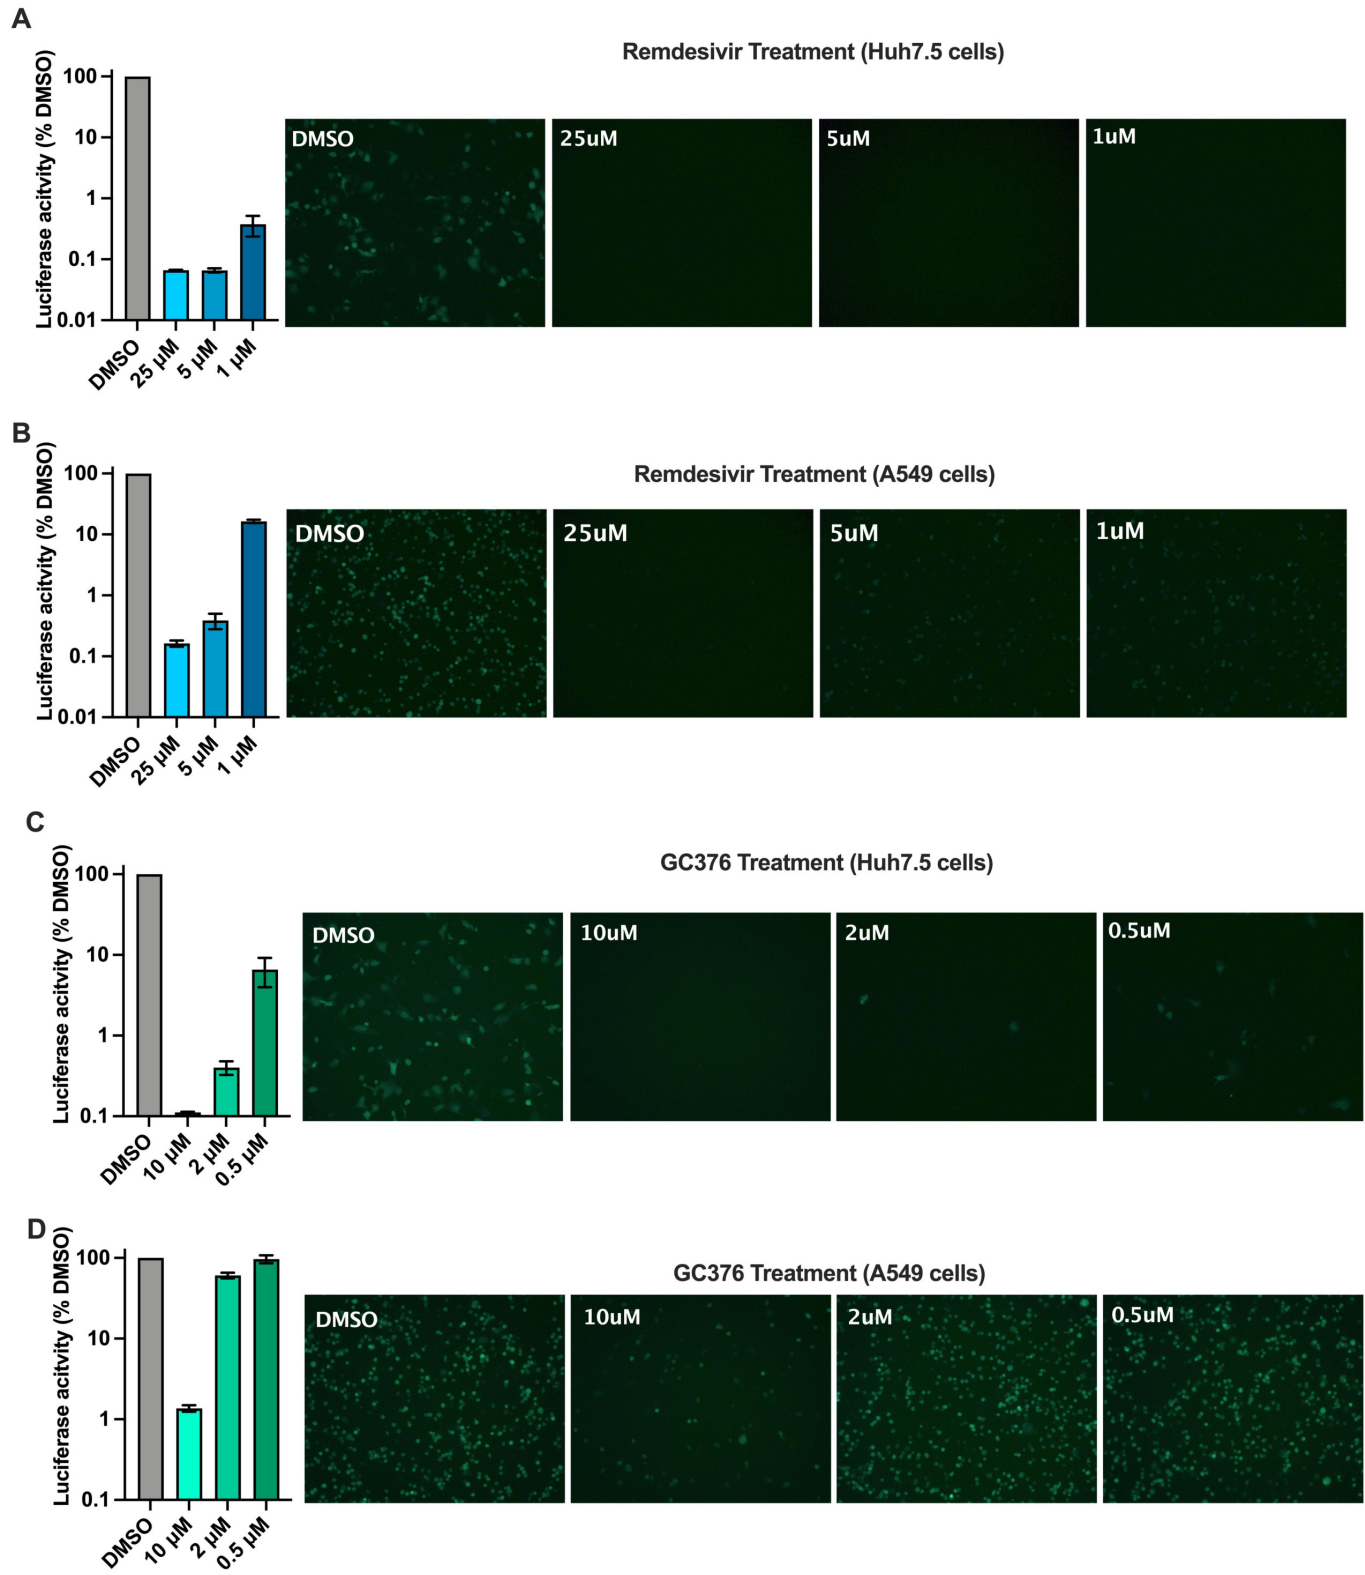 A
Remdesivir Treatment (Huh7.5 cells)
Luciferase acitvity (% DMSO)
100
10
1
0.1
0.01
DMSO
25 µM
5 µM
1 µM
DMSO
25uM
5uM
1uM
B
Remdesivir Treatment (A549 cells)
Luciferase acitvity (% DMSO)
100
10
1
0.1
0.01
DMSO
25 µM
5 µM
1 µM
DMSO
25uM
5uM
1uM
C
GC376 Treatment (Huh7.5 cells)
Luciferase acitvity (% DMSO)
100
10
1
0.1
DMSO
10 µM
2 µM
0.5 µM
DMSO
10uM
2uM
0.5uM
D
GC376 Treatment (A549 cells)
Luciferase acitvity (% DMSO)
100
10
1
0.1
DMSO
10 µM
2 µM
0.5 µM
DMSO
10uM
2uM
0.5uM